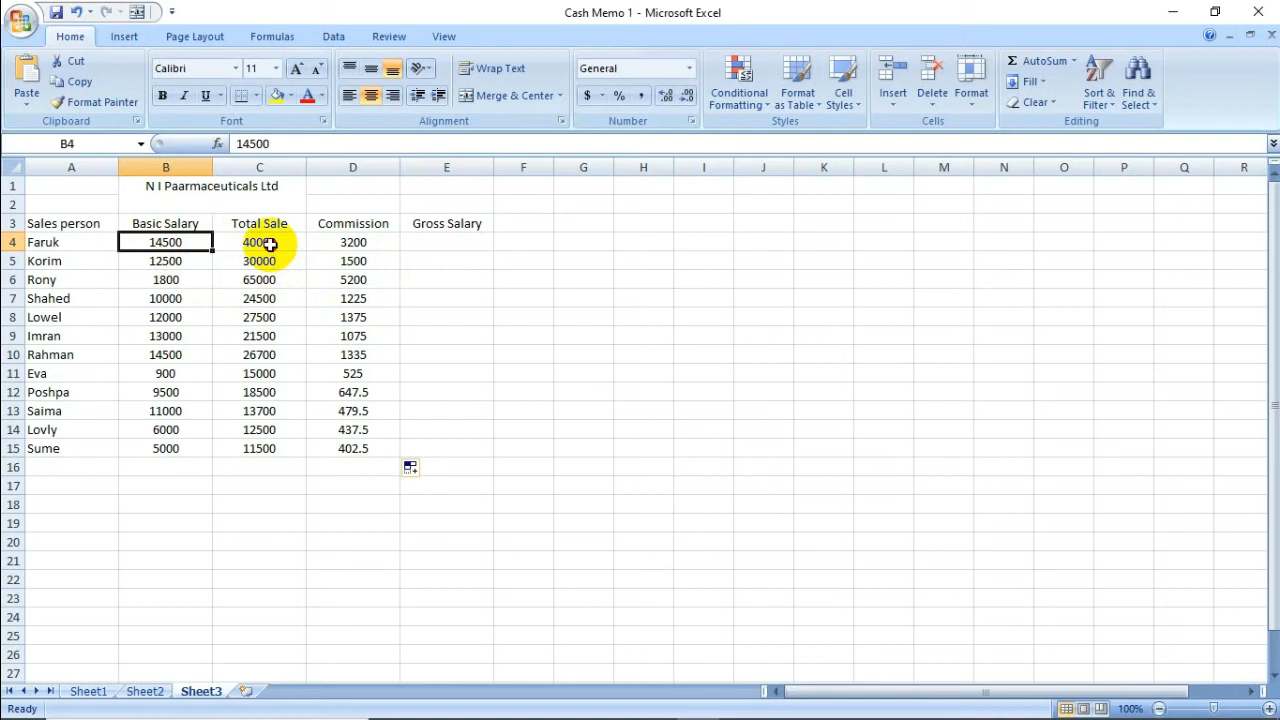 Cash Memo 1 - Microsoft Excel
Home Insert Page Layout Formulas Data Review View
Paste
Cut
Copy
Format Painter
Clipboard
Calibri 11
B I U
Font
Wrap Text
Merge & Center
Alignment
General
$ % ,
Number
Conditional Formatting
Format as Table
Cell Styles
Styles
Insert
Delete
Format
Cells
AutoSum
Fill
Clear
Sort & Filter
Find & Select
Editing
B4 fx 14500
A B C D E F G H I J K L M N O P Q R
1 N I Paarmaceuticals Ltd
2
3 Sales person Basic Salary Total Sale Commission Gross Salary
4 Faruk 14500 3200
5 Korim 12500 30000 1500
6 Rony 1800 65000 5200
7 Shahed 10000 24500 1225
8 Lowel 12000 27500 1375
9 Imran 13000 21500 1075
10 Rahman 14500 26700 1335
11 Eva 900 15000 525
12 Poshpa 9500 18500 647.5
13 Saima 11000 13700 479.5
14 Lovly 6000 12500 437.5
15 Sume 5000 11500 402.5
16
17
18
19
20
21
22
23
24
25
26
27
Sheet1 Sheet2 Sheet3
Ready 100%